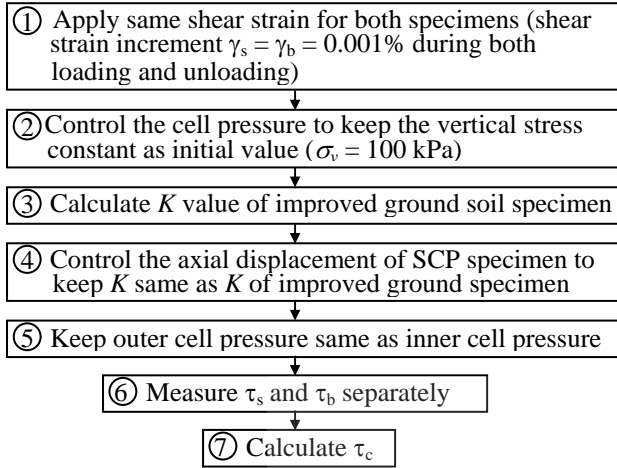 ① Apply same shear strain for both specimens (shear
strain increment γs = γb = 0.001% during both
loading and unloading)
② Control the cell pressure to keep the vertical stress
constant as initial value (σv = 100 kPa)
③ Calculate K value of improved ground soil specimen
④ Control the axial displacement of SCP specimen to
keep K same as K of improved ground specimen
⑤ Keep outer cell pressure same as inner cell pressure
⑥ Measure τs and τb separately
⑦ Calculate τc